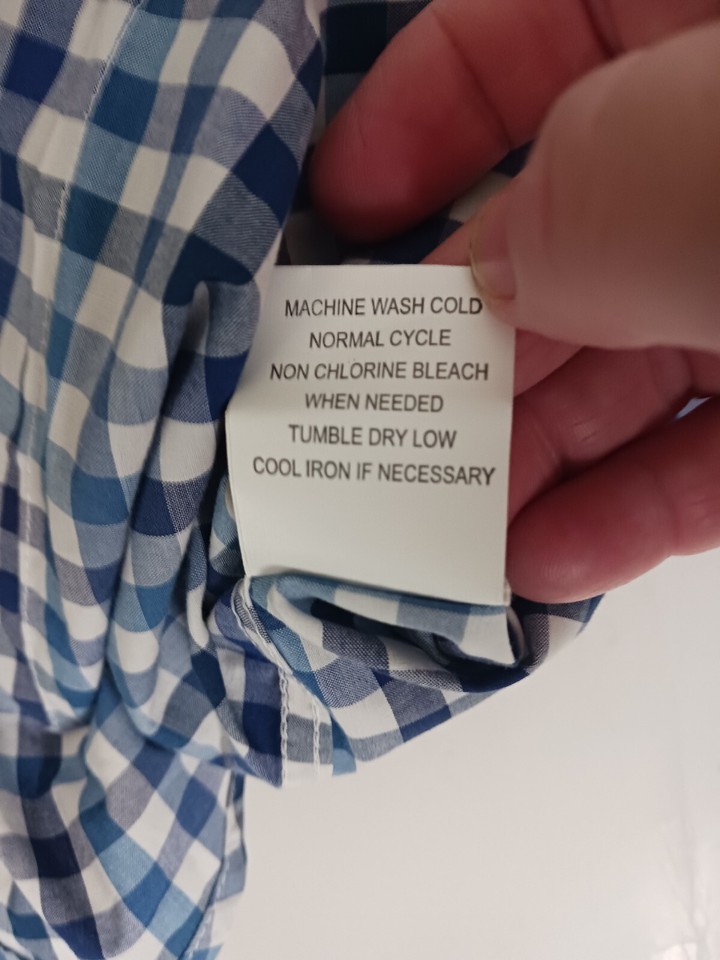 MACHINE WASH COLD
NORMAL CYCLE
NON CHLORINE BLEACH
WHEN NEEDED
TUMBLE DRY LOW
COOL IRON IF NECESSARY